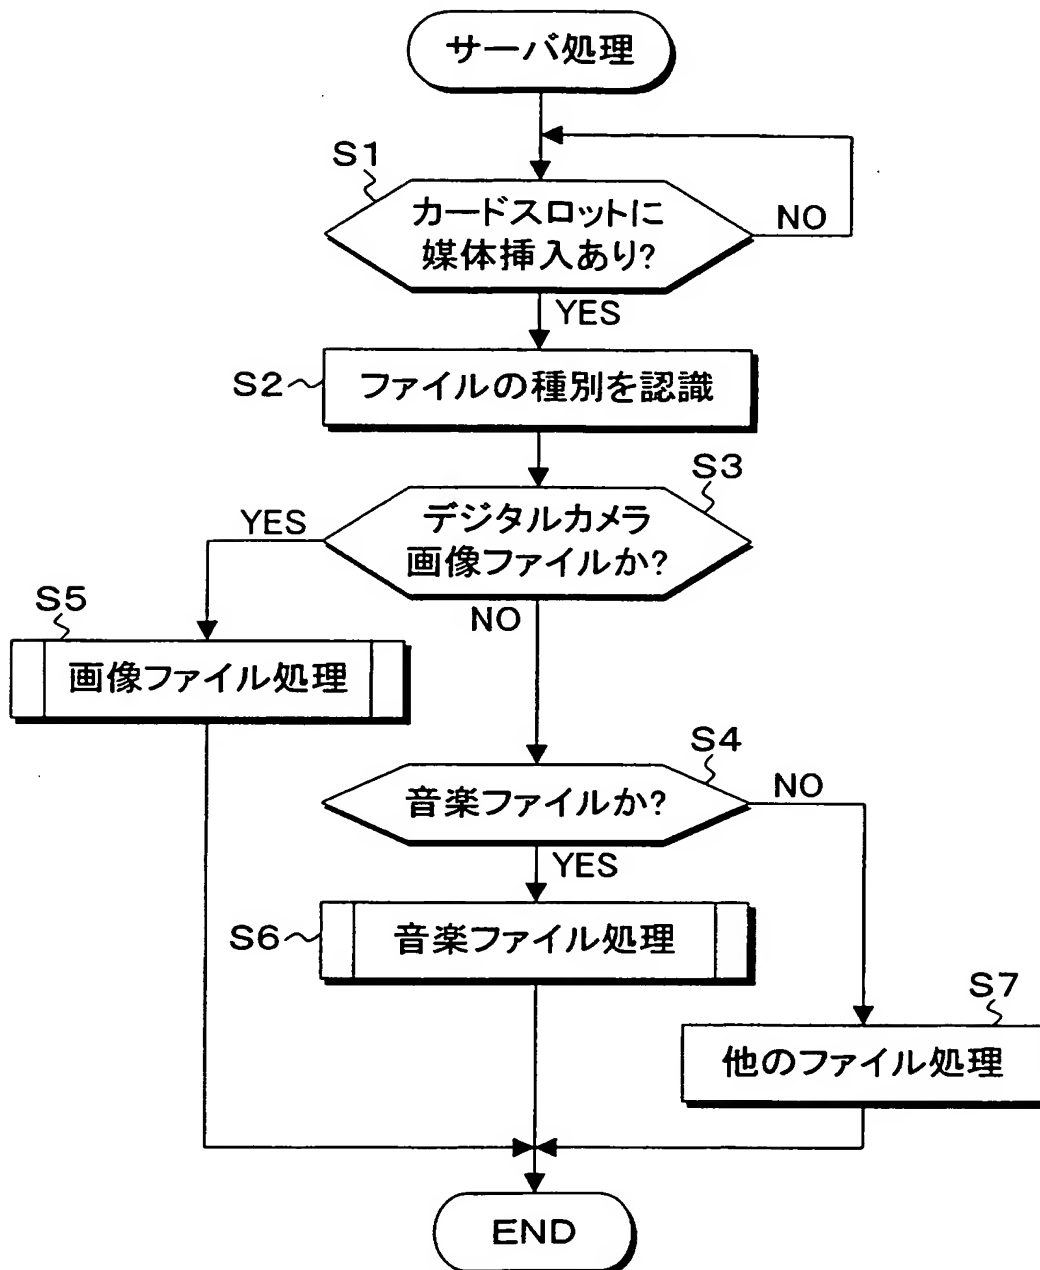 サーバ処理
S1
カードスロットに
媒体挿入あり?
NO
YES
S2
ファイルの種別を認識
S3
デジタルカメラ
画像ファイルか?
YES
NO
S5
画像ファイル処理
S4
音楽ファイルか?
NO
YES
S6
音楽ファイル処理
S7
他のファイル処理
END